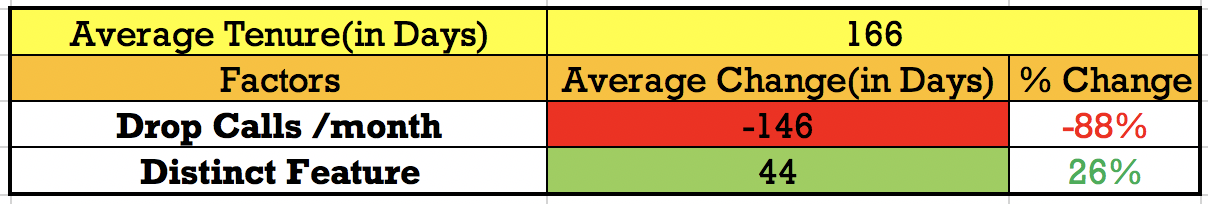 Average Tenure(in Days) 166
Factors Average Change(in Days) % Change
Drop Calls /month -146 -88%
Distinct Feature 44 26%